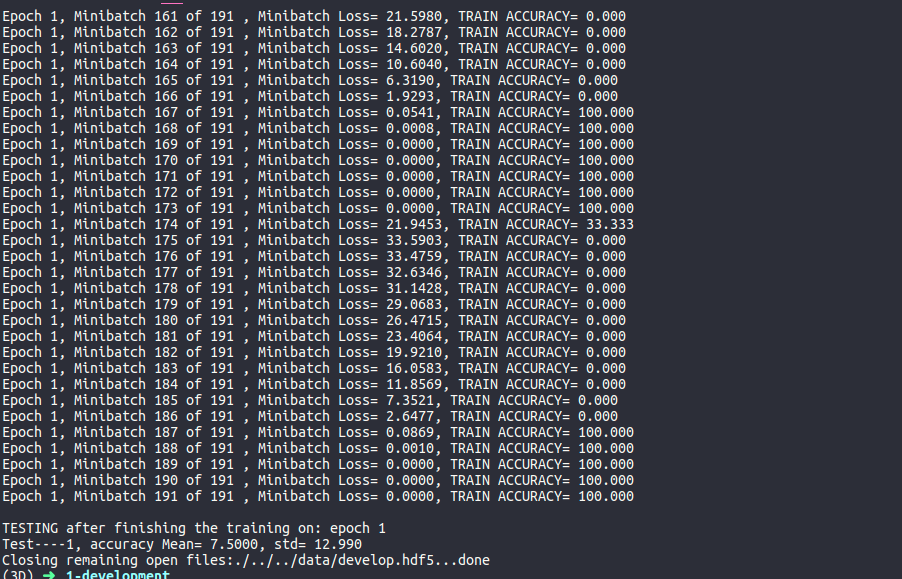 Epoch 1, Minibatch 161 of 191 , Minibatch Loss= 21.5980, TRAIN ACCURACY= 0.000
Epoch 1, Minibatch 162 of 191 , Minibatch Loss= 18.2787, TRAIN ACCURACY= 0.000
Epoch 1, Minibatch 163 of 191 , Minibatch Loss= 14.6020, TRAIN ACCURACY= 0.000
Epoch 1, Minibatch 164 of 191 , Minibatch Loss= 10.6040, TRAIN ACCURACY= 0.000
Epoch 1, Minibatch 165 of 191 , Minibatch Loss= 6.3190, TRAIN ACCURACY= 0.000
Epoch 1, Minibatch 166 of 191 , Minibatch Loss= 1.9293, TRAIN ACCURACY= 0.000
Epoch 1, Minibatch 167 of 191 , Minibatch Loss= 0.0541, TRAIN ACCURACY= 100.000
Epoch 1, Minibatch 168 of 191 , Minibatch Loss= 0.0008, TRAIN ACCURACY= 100.000
Epoch 1, Minibatch 169 of 191 , Minibatch Loss= 0.0000, TRAIN ACCURACY= 100.000
Epoch 1, Minibatch 170 of 191 , Minibatch Loss= 0.0000, TRAIN ACCURACY= 100.000
Epoch 1, Minibatch 171 of 191 , Minibatch Loss= 0.0000, TRAIN ACCURACY= 100.000
Epoch 1, Minibatch 172 of 191 , Minibatch Loss= 0.0000, TRAIN ACCURACY= 100.000
Epoch 1, Minibatch 173 of 191 , Minibatch Loss= 0.0000, TRAIN ACCURACY= 100.000
Epoch 1, Minibatch 174 of 191 , Minibatch Loss= 21.9453, TRAIN ACCURACY= 33.333
Epoch 1, Minibatch 175 of 191 , Minibatch Loss= 33.5903, TRAIN ACCURACY= 0.000
Epoch 1, Minibatch 176 of 191 , Minibatch Loss= 33.4759, TRAIN ACCURACY= 0.000
Epoch 1, Minibatch 177 of 191 , Minibatch Loss= 32.6346, TRAIN ACCURACY= 0.000
Epoch 1, Minibatch 178 of 191 , Minibatch Loss= 31.1428, TRAIN ACCURACY= 0.000
Epoch 1, Minibatch 179 of 191 , Minibatch Loss= 29.0683, TRAIN ACCURACY= 0.000
Epoch 1, Minibatch 180 of 191 , Minibatch Loss= 26.4715, TRAIN ACCURACY= 0.000
Epoch 1, Minibatch 181 of 191 , Minibatch Loss= 23.4064, TRAIN ACCURACY= 0.000
Epoch 1, Minibatch 182 of 191 , Minibatch Loss= 19.9210, TRAIN ACCURACY= 0.000
Epoch 1, Minibatch 183 of 191 , Minibatch Loss= 16.0583, TRAIN ACCURACY= 0.000
Epoch 1, Minibatch 184 of 191 , Minibatch Loss= 11.8569, TRAIN ACCURACY= 0.000
Epoch 1, Minibatch 185 of 191 , Minibatch Loss= 7.3521, TRAIN ACCURACY= 0.000
Epoch 1, Minibatch 186 of 191 , Minibatch Loss= 2.6477, TRAIN ACCURACY= 0.000
Epoch 1, Minibatch 187 of 191 , Minibatch Loss= 0.0869, TRAIN ACCURACY= 100.000
Epoch 1, Minibatch 188 of 191 , Minibatch Loss= 0.0010, TRAIN ACCURACY= 100.000
Epoch 1, Minibatch 189 of 191 , Minibatch Loss= 0.0000, TRAIN ACCURACY= 100.000
Epoch 1, Minibatch 190 of 191 , Minibatch Loss= 0.0000, TRAIN ACCURACY= 100.000
Epoch 1, Minibatch 191 of 191 , Minibatch Loss= 0.0000, TRAIN ACCURACY= 100.000
TESTING after finishing the training on: epoch 1
Test----1, accuracy Mean= 7.5000, std= 12.990
Closing remaining open files:./../../data/develop.hdf5...done
(3D) ➜ 1-development